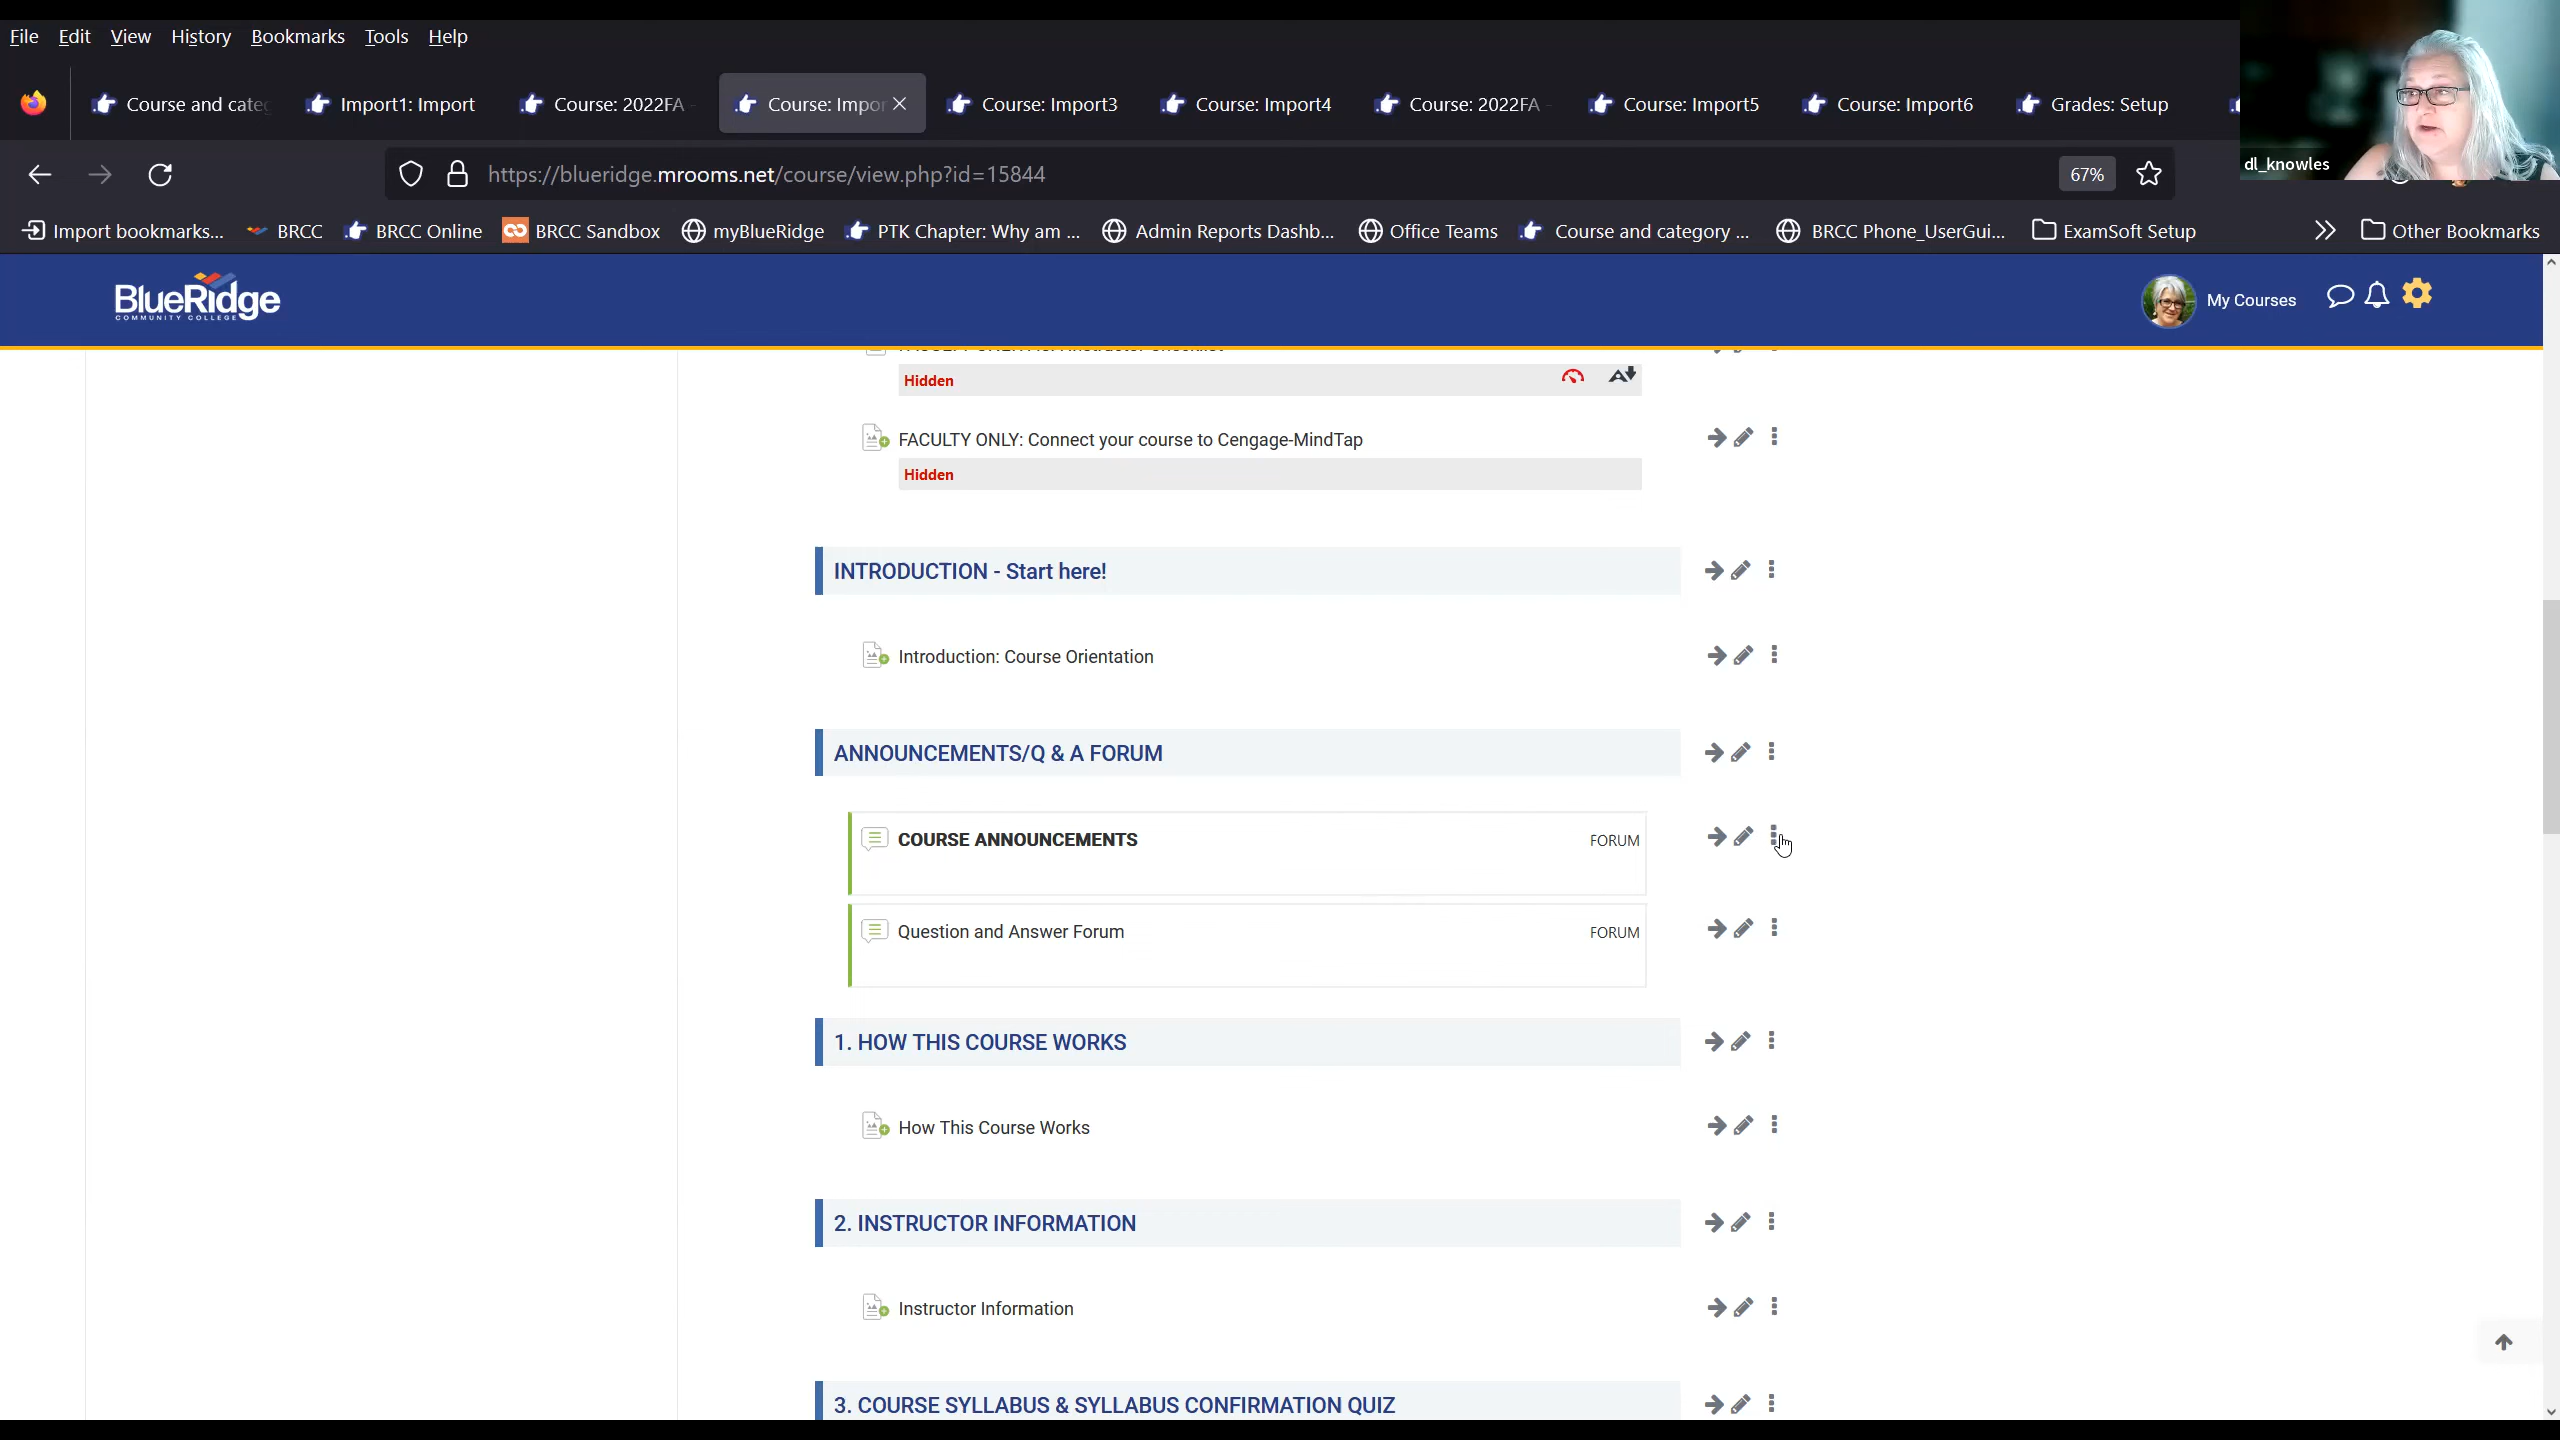 File Edit View History Bookmarks Tools Help
Course and cate
Import1: Import
Course: 2022FA
Course: Impo
Course: Import3
Course: Import4
Course: 2022FA -
Course: Import5
Course: Import6
Grades: Setup
dl_knowles
https://blueridge.mrooms.net/course/view.php?id=15844
67%
Import bookmarks...
BRCC
BRCC Online
BRCC Sandbox
myBlueRidge
PTK Chapter: Why am ...
Admin Reports Dashb...
Office Teams
Course and category ...
BRCC Phone_UserGui...
ExamSoft Setup
Other Bookmarks
BlueRidge
COMMUNITY COLLEGE
My Courses
Hidden
FACULTY ONLY: Connect your course to Cengage-MindTap
Hidden
INTRODUCTION - Start here!
Introduction: Course Orientation
ANNOUNCEMENTS/Q & A FORUM
COURSE ANNOUNCEMENTS FORUM
Question and Answer Forum FORUM
1. HOW THIS COURSE WORKS
How This Course Works
2. INSTRUCTOR INFORMATION
Instructor Information
3. COURSE SYLLABUS & SYLLABUS CONFIRMATION QUIZ